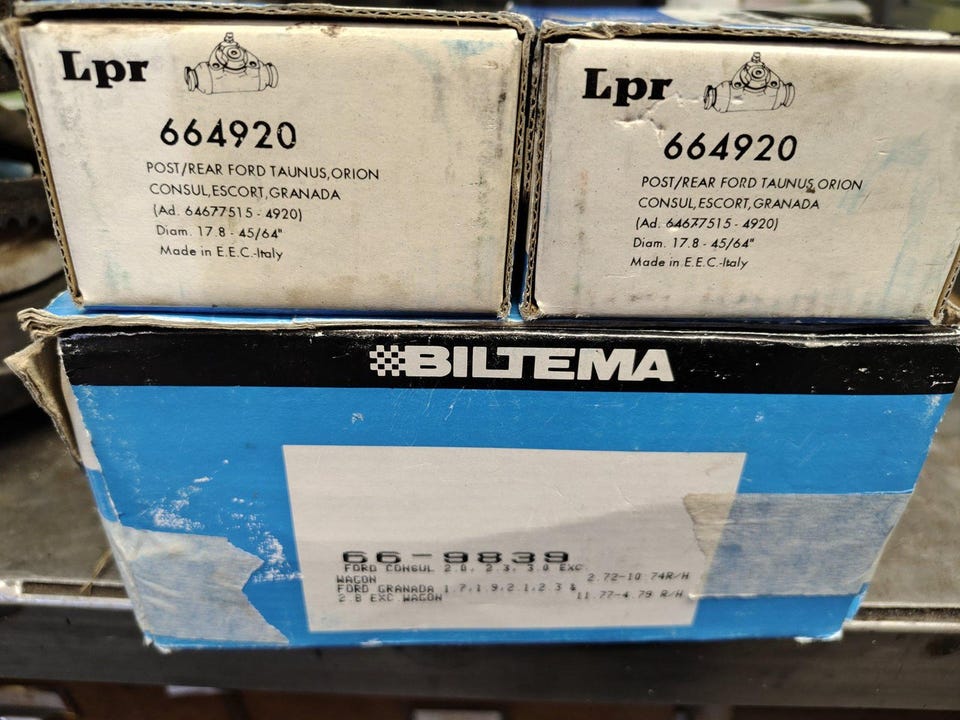 Lpr
664920
POST/REAR FORD TAUNUS,ORION
CONSUL,ESCORT,GRANADA
(Ad. 64677515 - 4920)
Diam. 17.8 - 45/64"
Made in E.E.C.-Italy
Lpr
664920
POST/REAR FORD TAUNUS,ORION
CONSUL,ESCORT,GRANADA
(Ad. 64677515 - 4920)
Diam. 17.8 - 45/64"
Made in E.E.C.-Italy
BILTEMA
66-9839
FORD CONSUL 2.0, 2.3, 3.0 EXC
WAGON 2.72-10.74R/H
FORD GRANADA 1.7,1.9,2.1,2.3 &
2.8 EXC WAGON 11.77-4.79 R/H